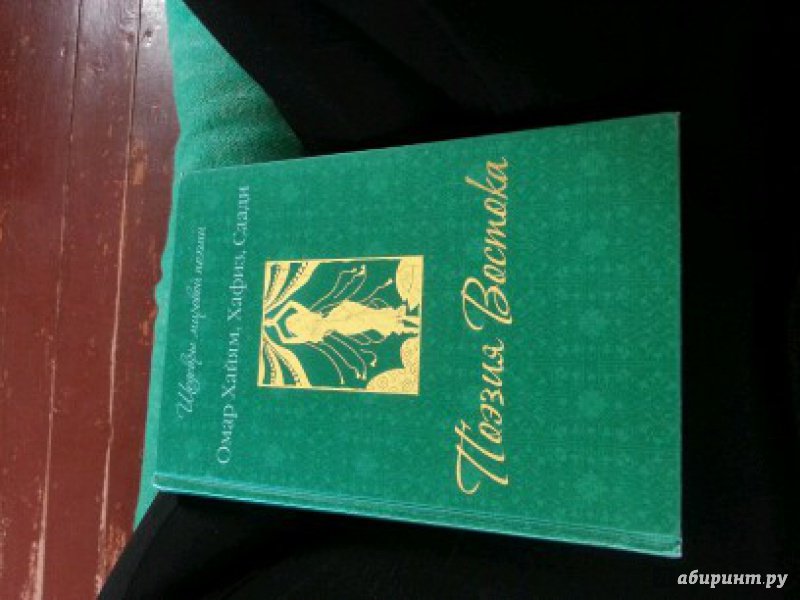 Шедевры мировой поэзии
Омар Хайям, Хафиз, Саади
Поэзия Востока
абиринт.ру